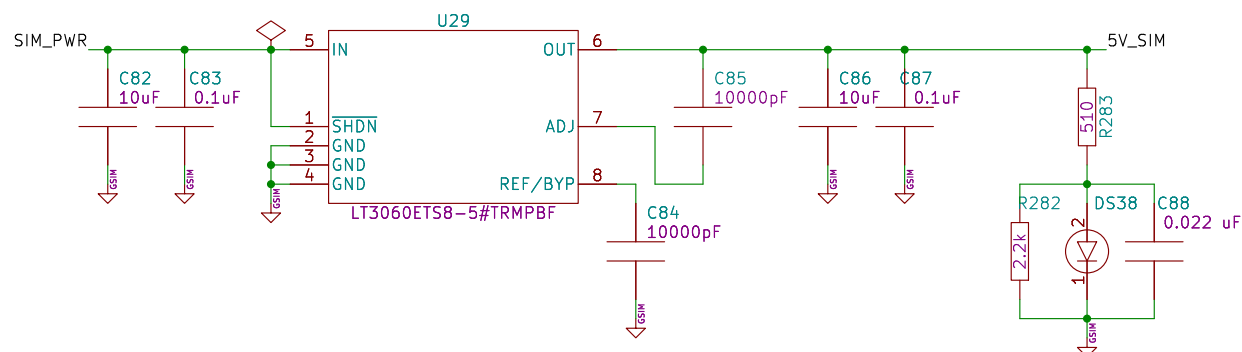 U29
SIM_PWR
5
IN
OUT
6
5V_SIM
C82
10uF
C83
0.1uF
C85
10000pF
C86
10uF
C87
0.1uF
510
R283
1
SHDN
ADJ
7
2
GND
3
GND
4
GND
REF/BYP
8
GSIM
GSIM
GSIM
GSIM
GSIM
LT3060ETS8-5#TRMPBF
C84
10000pF
GSIM
R282
2.2k
DS38
2
1
C88
0.022 uF
GSIM